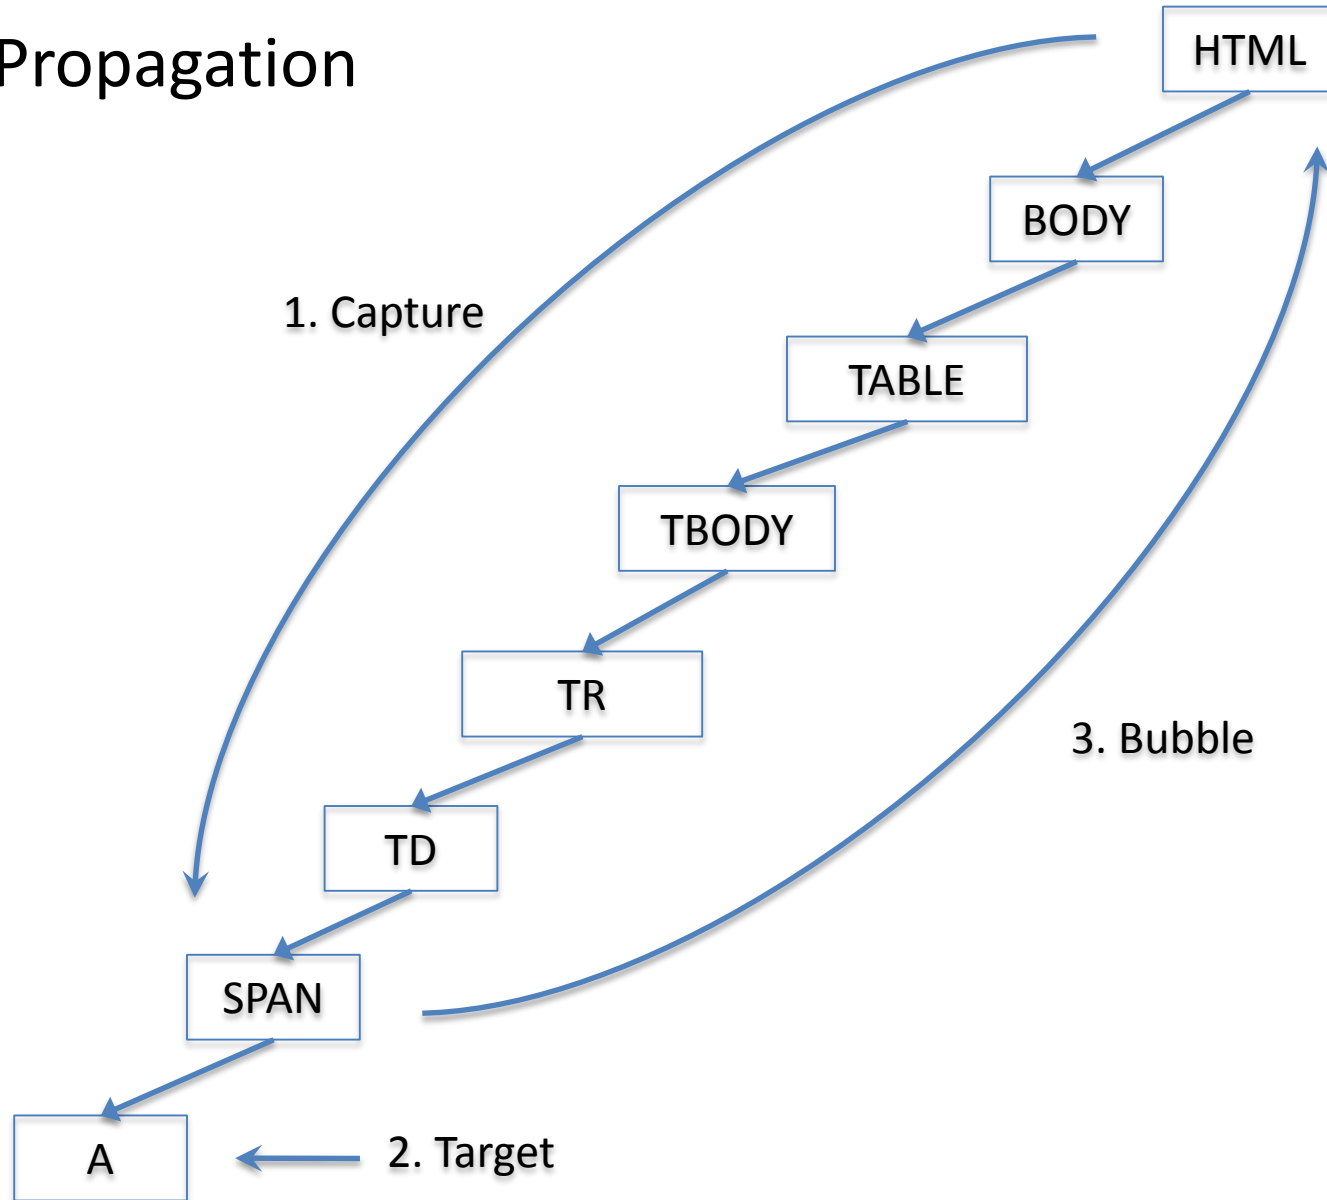 Propagation
HTML
BODY
1. Capture
TABLE
TBODY
TR
3. Bubble
TD
SPAN
A
2. Target